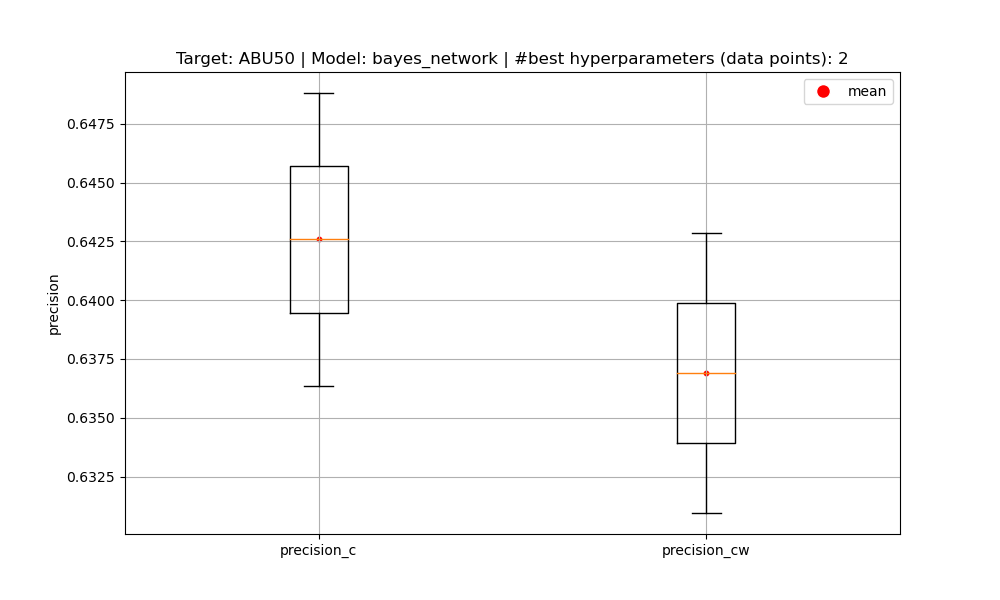 Target: ABU50 | Model: bayes_network | #best hyperparameters (data points): 2
mean
0.6475
0.6450
0.6425
0.6400
0.6375
0.6350
0.6325
precision
precision_c
precision_cw